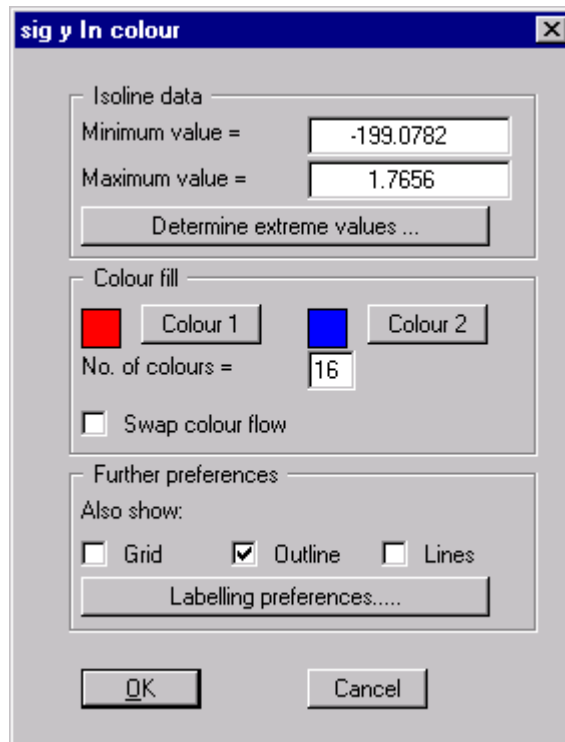 sig y In colour
Isoline data
Minimum value = -199.0782
Maximum value = 1.7656
Determine extreme values ...
Colour fill
Colour 1 Colour 2
No. of colours = 16
Swap colour flow
Further preferences
Also show:
Grid Outline Lines
Labelling preferences.....
OK Cancel